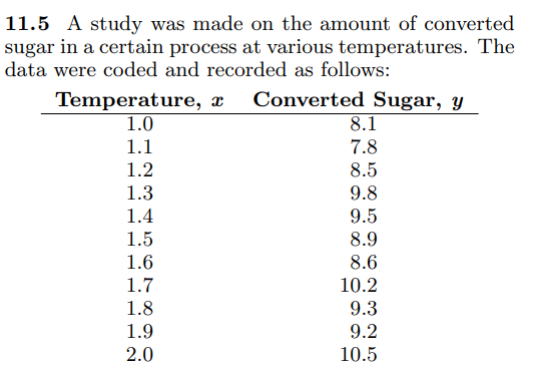 11.5 A study was made on the amount of converted
sugar in a certain process at various temperatures. The
data were coded and recorded as follows:
Temperature, x Converted Sugar, y
1.0 8.1
1.1 7.8
1.2 8.5
1.3 9.8
1.4 9.5
1.5 8.9
1.6 8.6
1.7 10.2
1.8 9.3
1.9 9.2
2.0 10.5